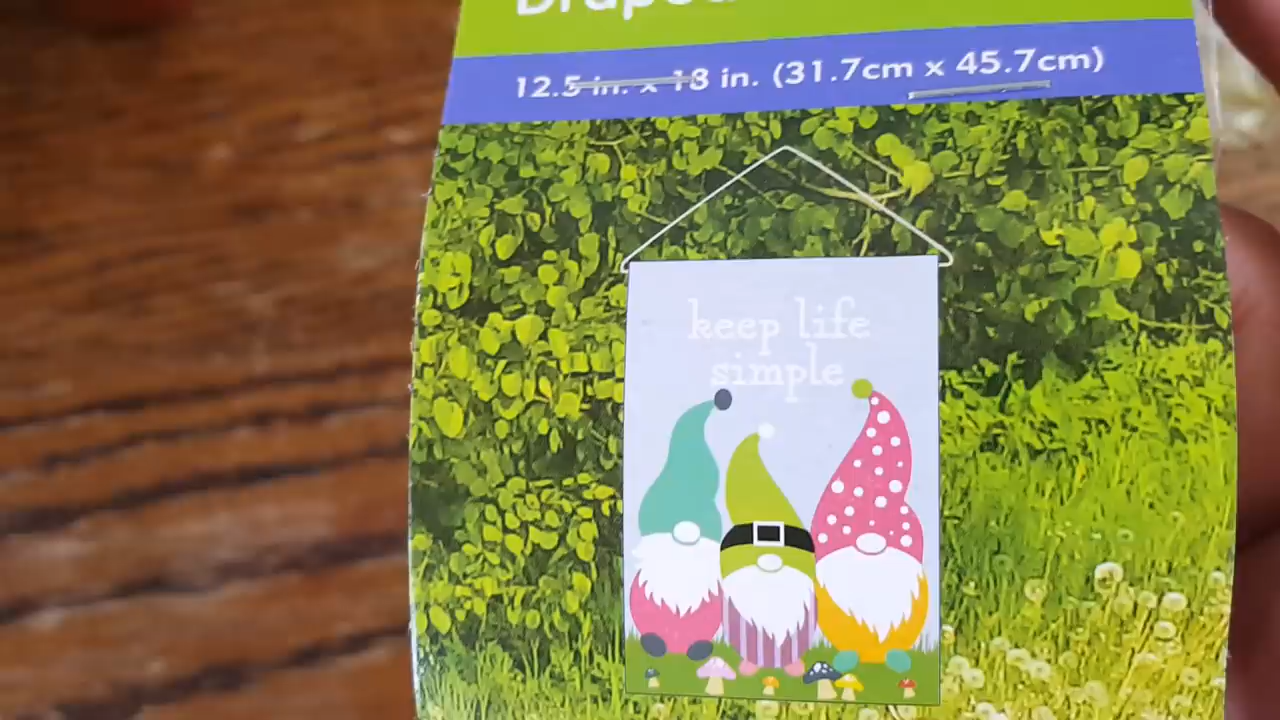 12.5 in. x 18 in. (31.7cm x 45.7cm)
keep life
simple